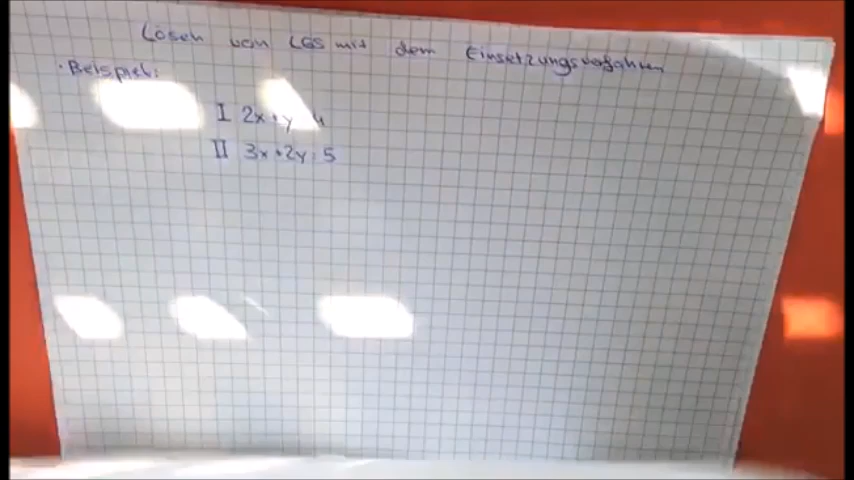 Lösen von LGS mit dem Einsetzungsverfahren
· Beispiel:
I 2x+y 4
II 3x+2y=5